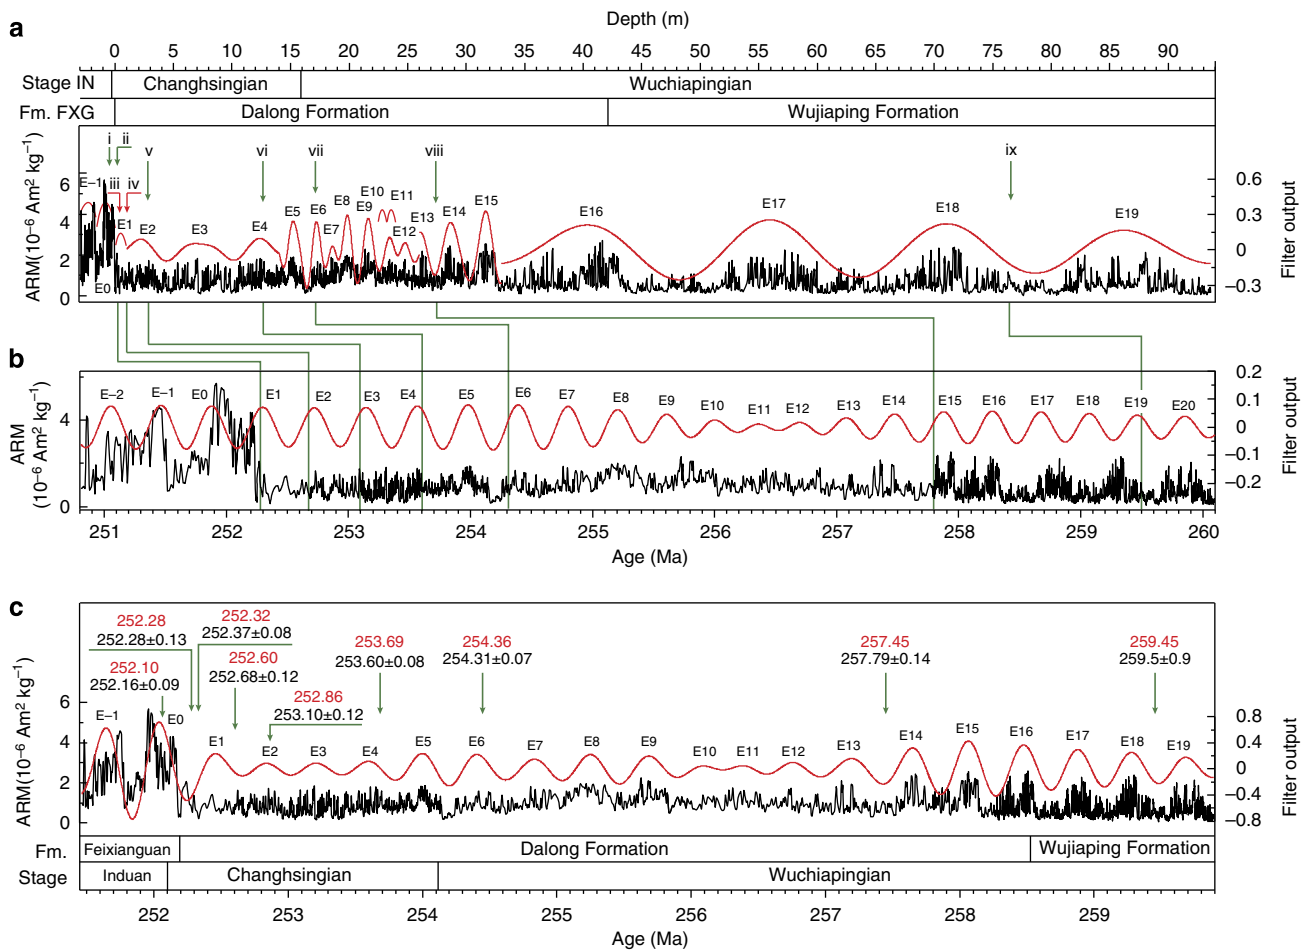 a
Depth (m)
0 5 10 15 20 25 30 35 40 45 50 55 60 65 70 75 80 85 90
Stage IN Changhsingian Wuchiapingian
Fm. FXG Dalong Formation Wujiaping Formation
i ii v vi vii viii ix
iii iv
E–1 E1 E2 E3 E4 E5 E6 E7 E8 E9 E10 E11 E12 E13 E14 E15 E16 E17 E18 E19
E0
ARM(10⁻⁶ Am² kg⁻¹)
6
4
2
0
0.6
0.3
0
–0.3
Filter output
b
E–2 E–1 E0 E1 E2 E3 E4 E5 E6 E7 E8 E9 E10 E11 E12 E13 E14 E15 E16 E17 E18 E19 E20
ARM
(10⁻⁶ Am² kg⁻¹)
4
0
0.2
0.1
0
–0.1
–0.2
Filter output
251 252 253 254 255 256 257 258 259 260
Age (Ma)
c
252.28
252.28±0.13
252.32
252.37±0.08
252.10
252.16±0.09
252.60
252.68±0.12
252.86
253.10±0.12
253.69
253.60±0.08
254.36
254.31±0.07
257.45
257.79±0.14
259.45
259.5±0.9
E–1 E0 E1 E2 E3 E4 E5 E6 E7 E8 E9 E10 E11 E12 E13 E14 E15 E16 E17 E18 E19
ARM(10⁻⁶ Am² kg⁻¹)
6
4
2
0
0.8
0.4
0
–0.4
–0.8
Filter output
Fm. Feixianguan Dalong Formation Wujiaping Formation
Stage Induan Changhsingian Wuchiapingian
252 253 254 255 256 257 258 259
Age (Ma)